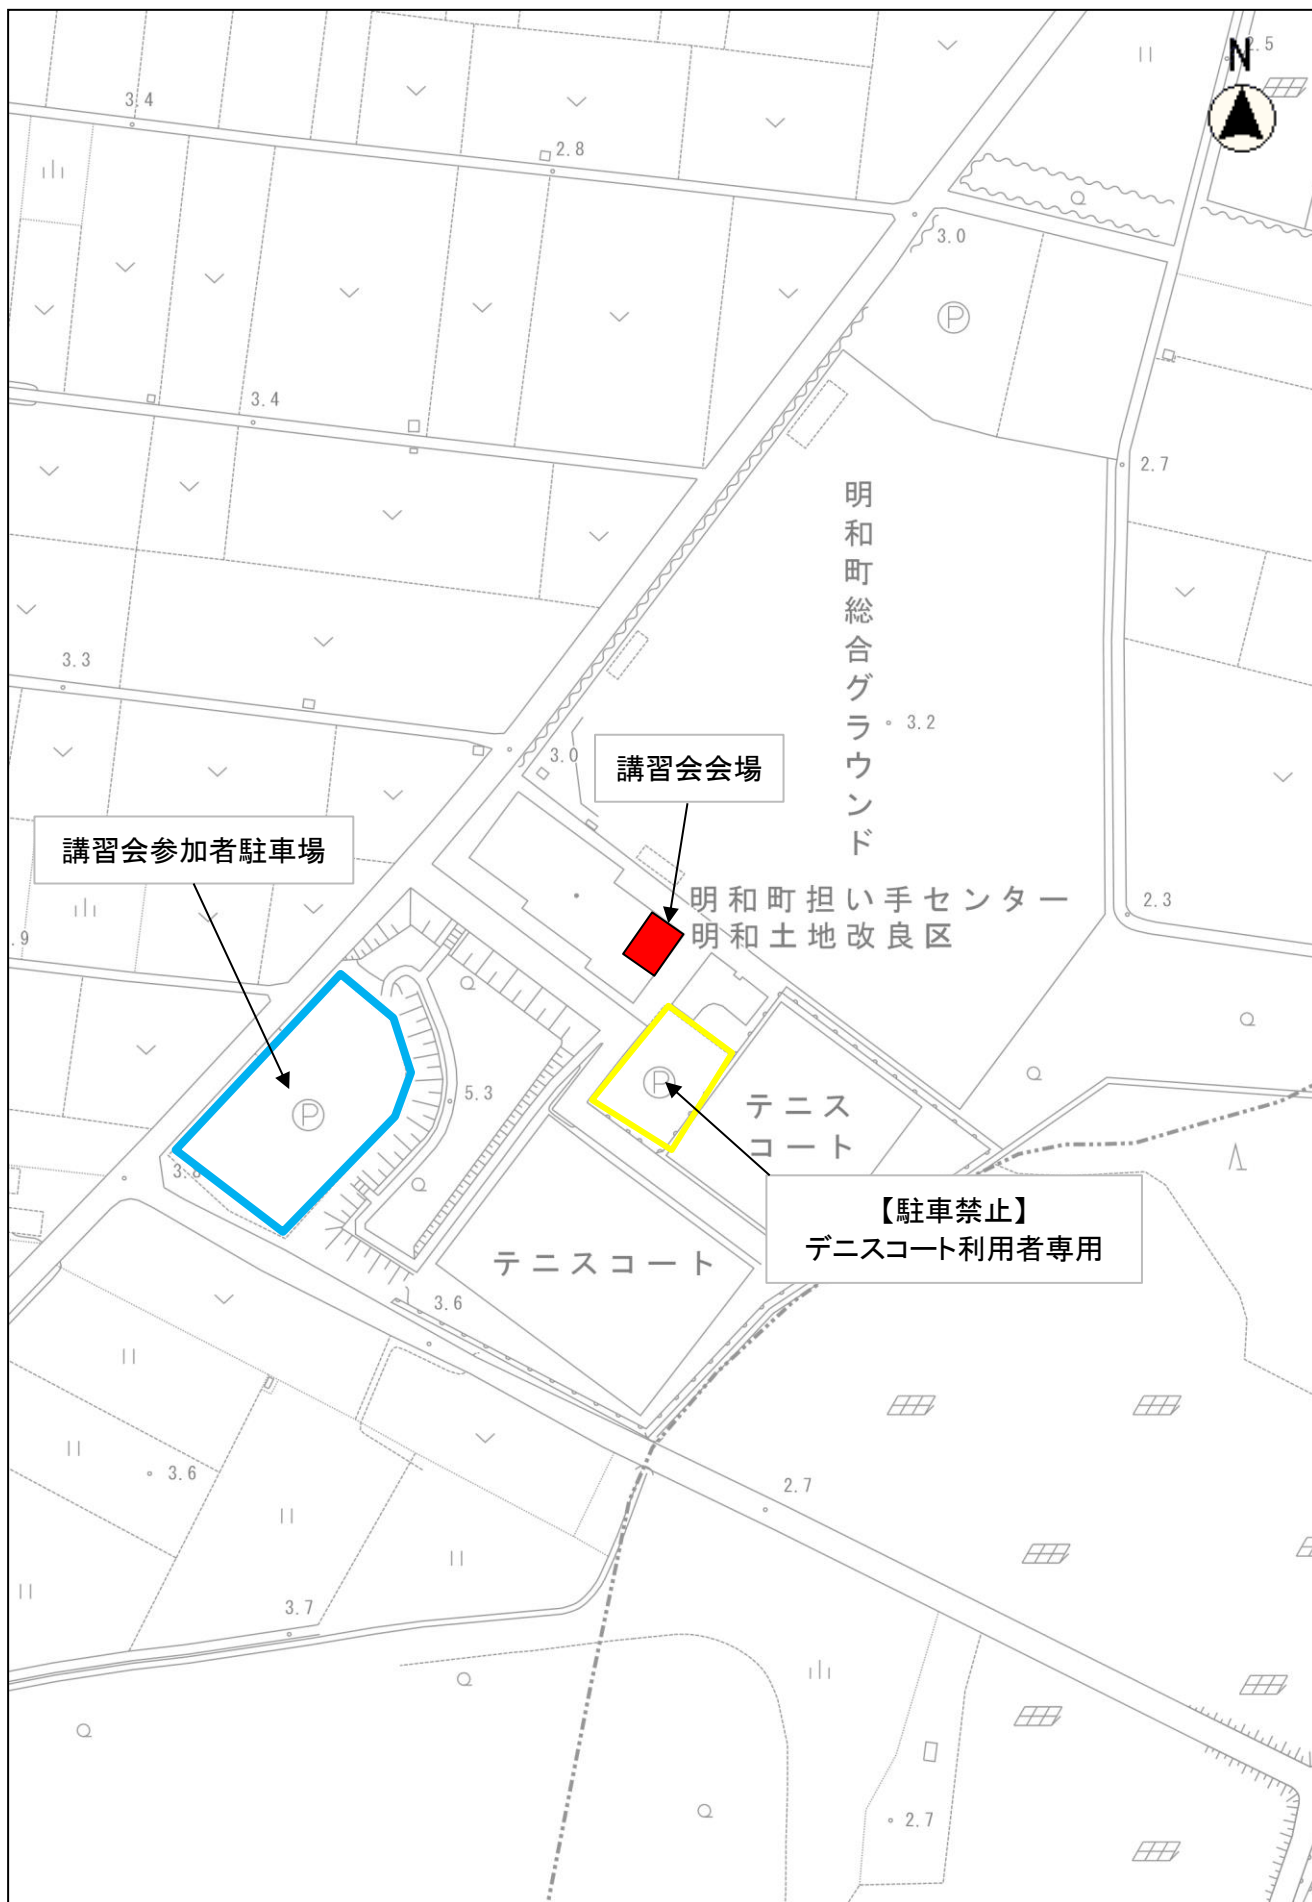 N
2.5
3.4
2.8
3.0
P
3.4
2.7
明和町総合グラウンド
3.3
3.2
3.0
講習会会場
講習会参加者駐車場
明和町担い手センター
明和土地改良区
2.3
.9
5.3
P
P
テニス
コート
3.8
【駐車禁止】
デニスコート利用者専用
テニスコート
3.6
3.6
2.7
3.7
2.7